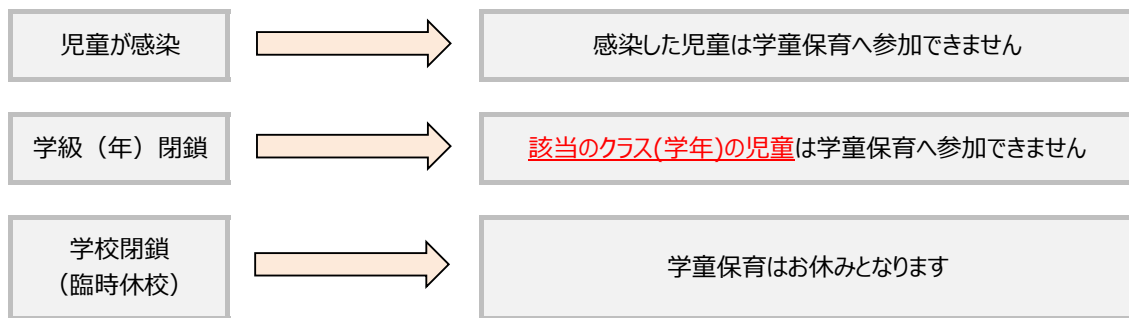 児童が感染
感染した児童は学童保育へ参加できません
学級（年）閉鎖
該当のクラス(学年)の児童は学童保育へ参加できません
学校閉鎖
（臨時休校）
学童保育はお休みとなります